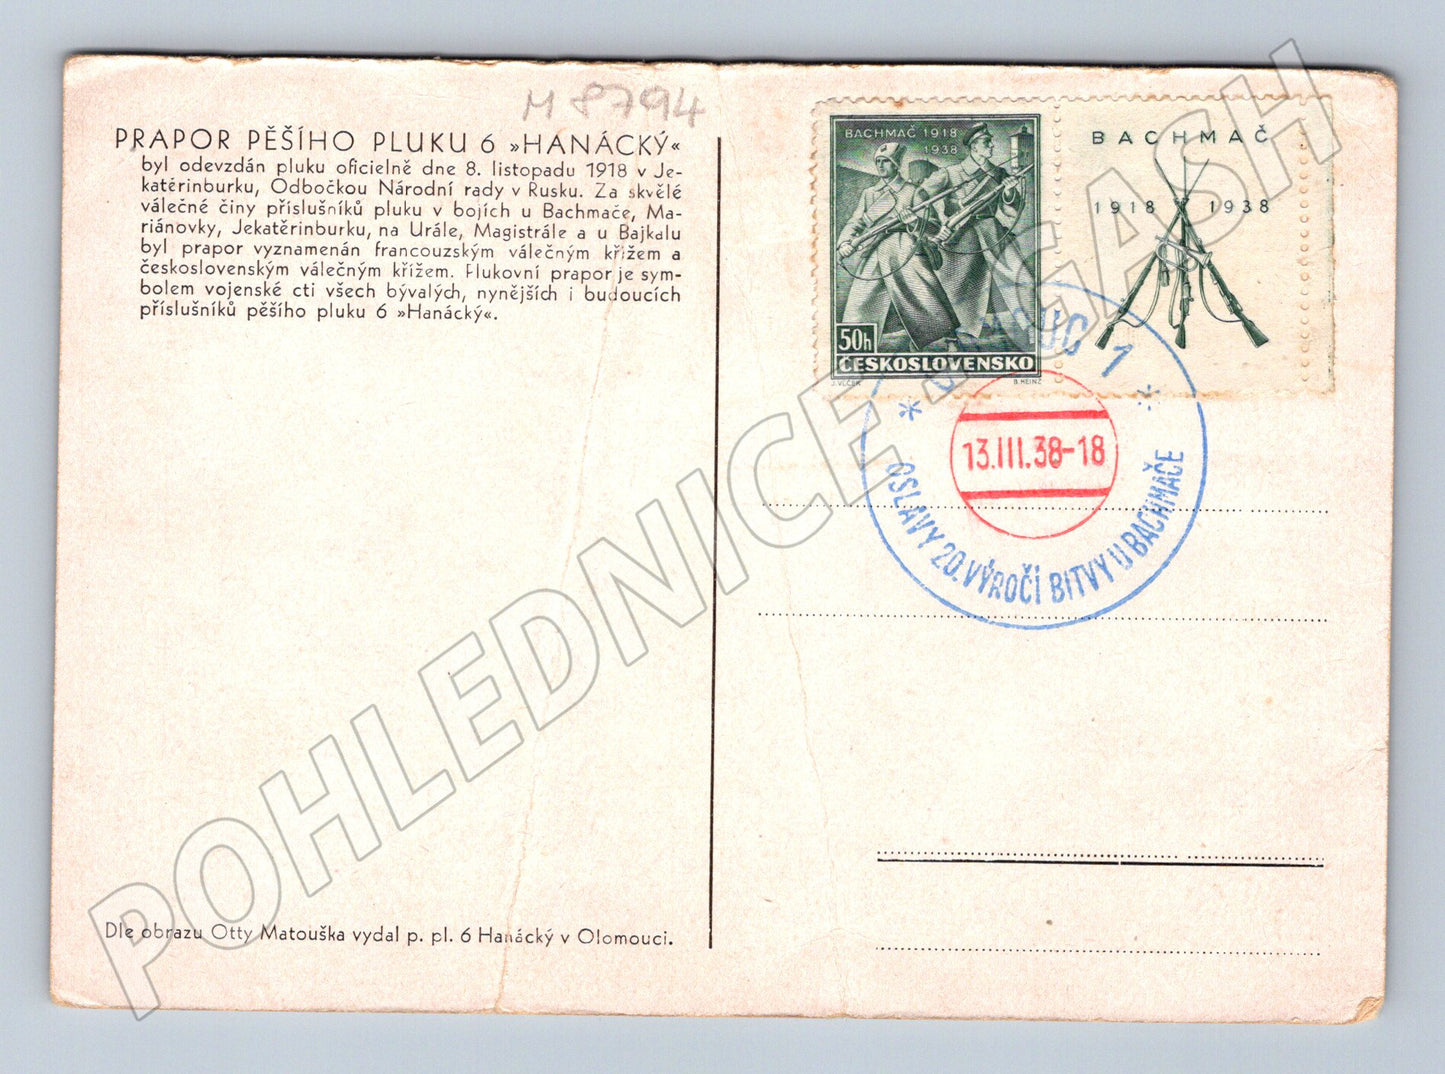 M 8794
PRAPOR PĚŠÍHO PLUKU 6 »HANÁCKÝ«
byl odevzdán pluku oficielně dne 8. listopadu 1918 v Je-
katěrinburku, Odbočkou Národní rady v Rusku. Za skvělé
válečné činy příslušníků pluku v bojích u Bachmače, Ma-
riánovky, Jekatěrinburku, na Urále, Magistrále a u Bajkalu
byl prapor vyznamenán francouzským válečným křížem a
československým válečným křížem. Plukovní prapor je sym-
bolem vojenské cti všech bývalých, nynějších i budoucích
příslušníků pěšího pluku 6 »Hanácký«.
Dle obrazu Otty Matouška vydal p. pl. 6 Hanácký v Olomouci.
BACHMAČ 1918
1938
50h
ČESKOSLOVENSKO
J. VLČEK B. HEINZ
BACHMAČ
1918 1938
OLOMOUC 1
13.III.38-18
* OSLAVY 20. VÝROČÍ BITVY U BACHMAČE *
POHLEDNICE.SGASH